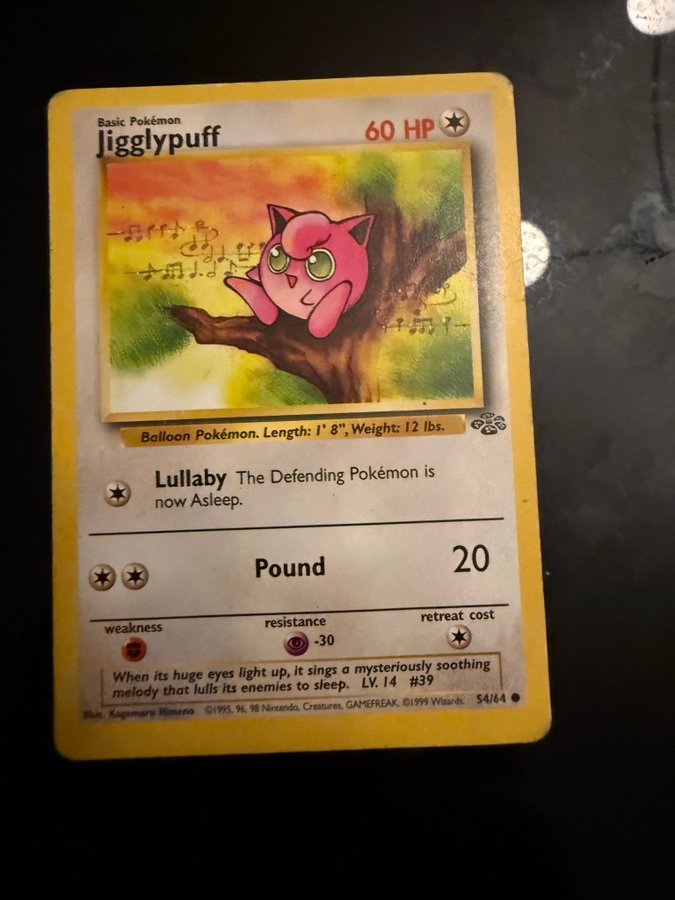 Basic Pokémon
Jigglypuff
60 HP
Balloon Pokémon. Length: 1' 8", Weight: 12 lbs.
Lullaby The Defending Pokémon is
now Asleep.
Pound 20
weakness resistance retreat cost
-30
When its huge eyes light up, it sings a mysteriously soothing
melody that lulls its enemies to sleep. LV. 14 #39
Illus. Kagemaru Himeno ©1995, 96, 98 Nintendo, Creatures, GAMEFREAK. ©1999 Wizards. 54/64